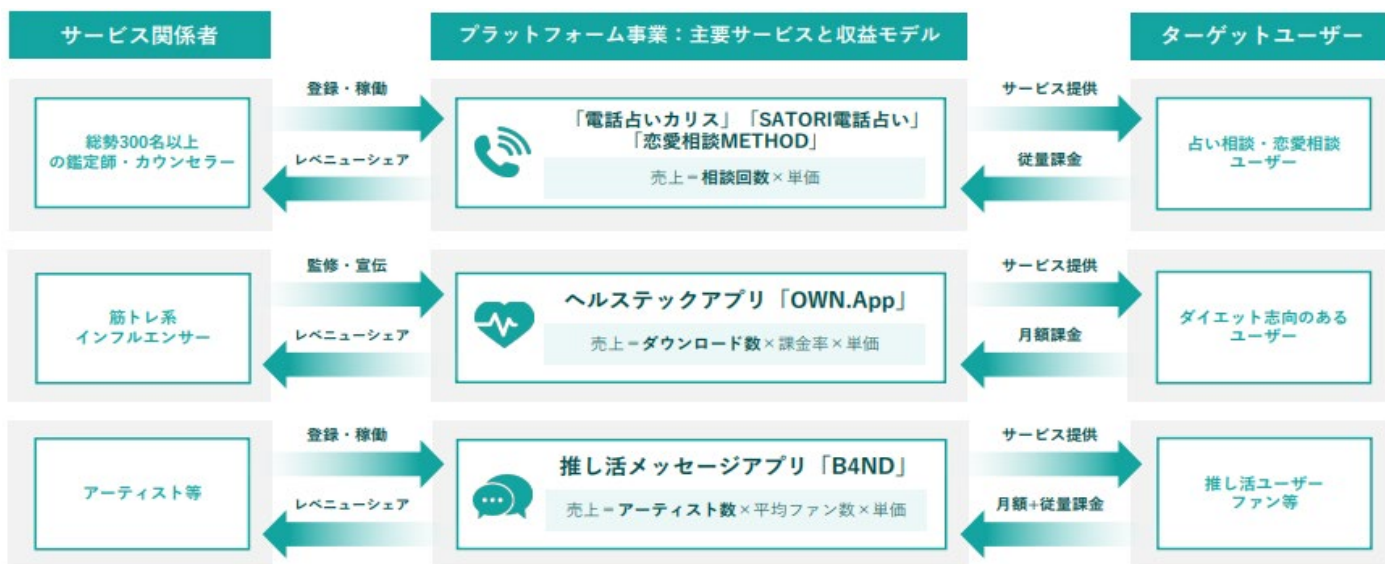 サービス関係者
プラットフォーム事業：主要サービスと収益モデル
ターゲットユーザー
総勢300名以上
の鑑定師・カウンセラー
登録・稼働
レベニューシェア
「電話占いカリス」「SATORI電話占い」
「恋愛相談METHOD」
売上＝相談回数×単価
サービス提供
従量課金
占い相談・恋愛相談
ユーザー
筋トレ系
インフルエンサー
監修・宣伝
レベニューシェア
ヘルステックアプリ「OWN.App」
売上＝ダウンロード数×課金率×単価
サービス提供
月額課金
ダイエット志向のある
ユーザー
アーティスト等
登録・稼働
レベニューシェア
推し活メッセージアプリ「B4ND」
売上＝アーティスト数×平均ファン数×単価
サービス提供
月額+従量課金
推し活ユーザー
ファン等